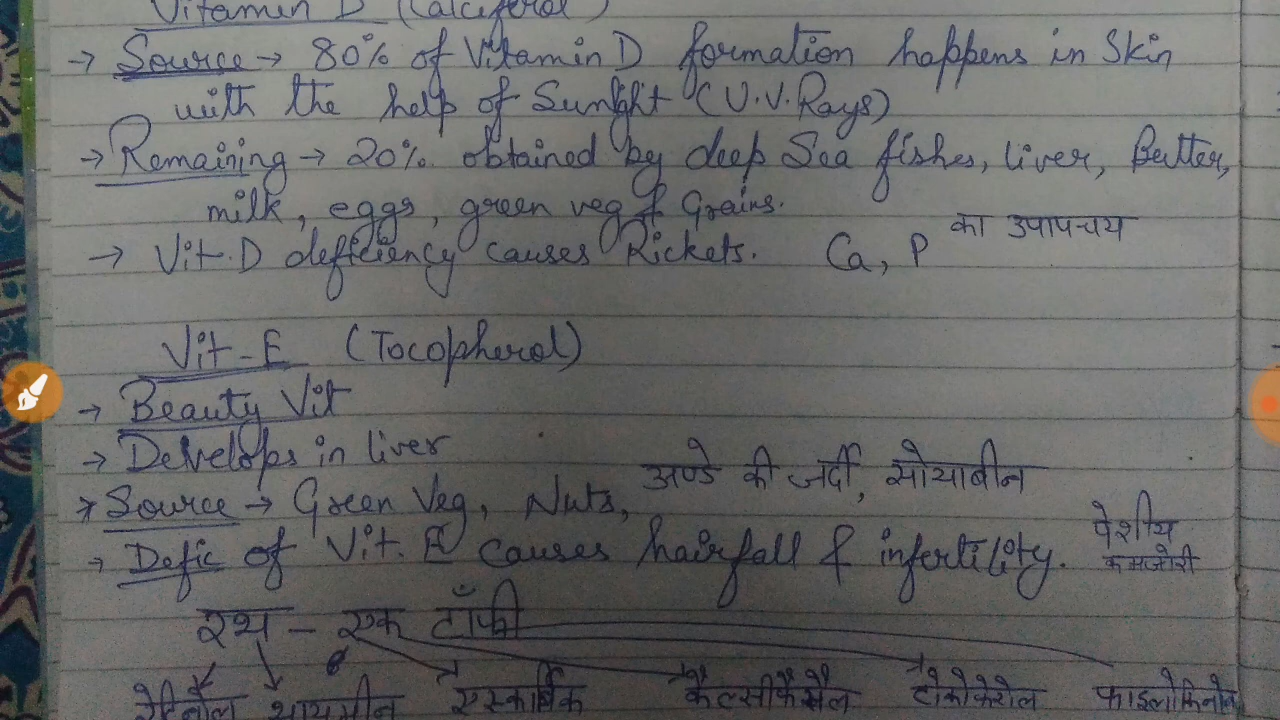 Vitamin D (Calciferol)
→ Source → 80% of Vitamin D formation happens in Skin
with the help of Sunlght (U.V.Rays)
→ Remaining → 20% obtained by deep Sea fishes, liver, Butter,
milk, eggs, green veg & Grains.
→ Vit.D defficiency causes Rickets. Ca, P का उपापचय
Vit-E (Tocopherol)
→ Beauty Vit
→ Develops in liver
→ Source → Green Veg, Nuts, अण्डे की जर्दी, सोयाबीन
→ Defic of Vit. E causes hairfall & infertility. पेशीय कमजोरी
रथ - एक टॉफी
रेटिनॉल थायमीन एस्कार्बिक टोकोफेरोल